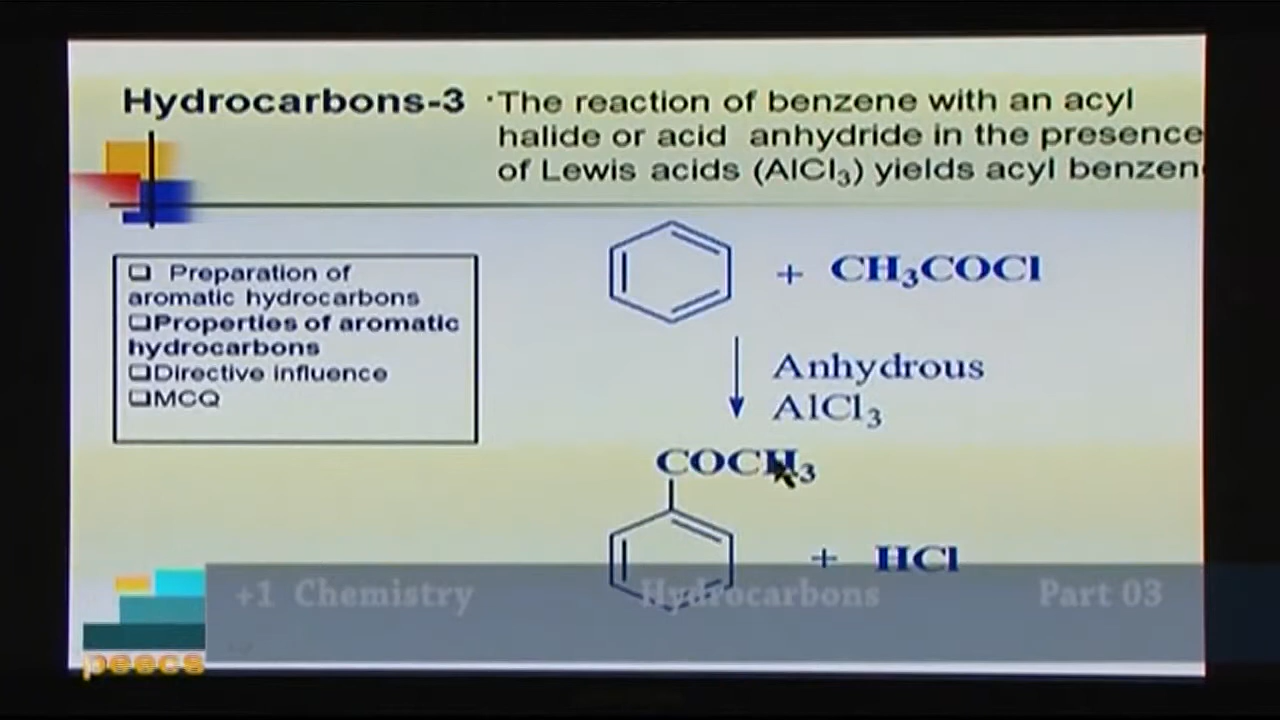 Hydrocarbons-3
·The reaction of benzene with an acyl
halide or acid anhydride in the presence
of Lewis acids (AlCl₃) yields acyl benzen
❑ Preparation of
aromatic hydrocarbons
❑Properties of aromatic
hydrocarbons
❑Directive influence
❑MCQ
+ CH₃COCl
Anhydrous
AlCl₃
COCH₃
+ HCl
+1 Chemistry Hydrocarbons Part 03
peecs